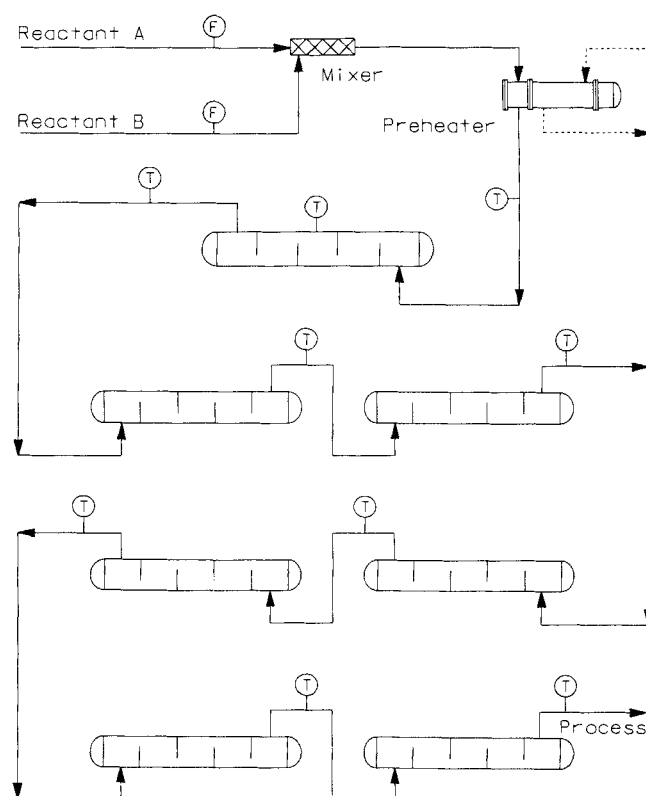 Reactant A
F
Mixer
Reactant B
F
Preheater
T
T
T
T
T
T
T
T
T
Process